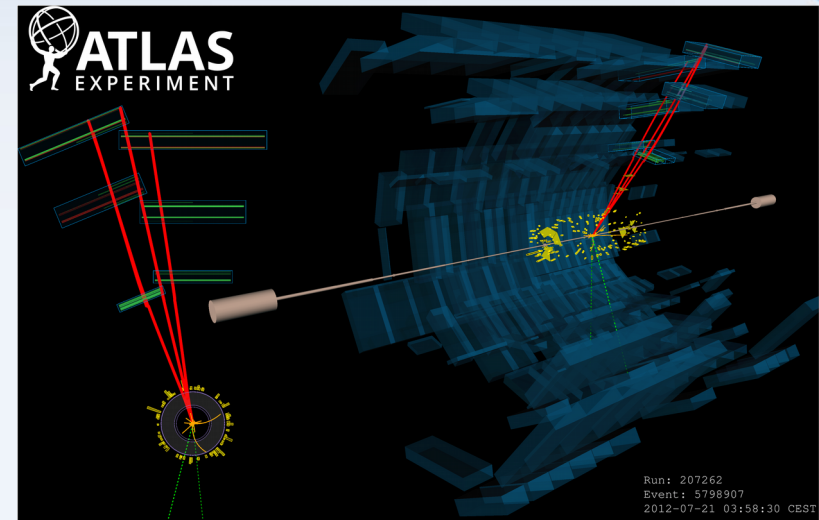 ATLAS
EXPERIMENT
Run: 207262
Event: 5798907
2012-07-21 03:58:30 CEST